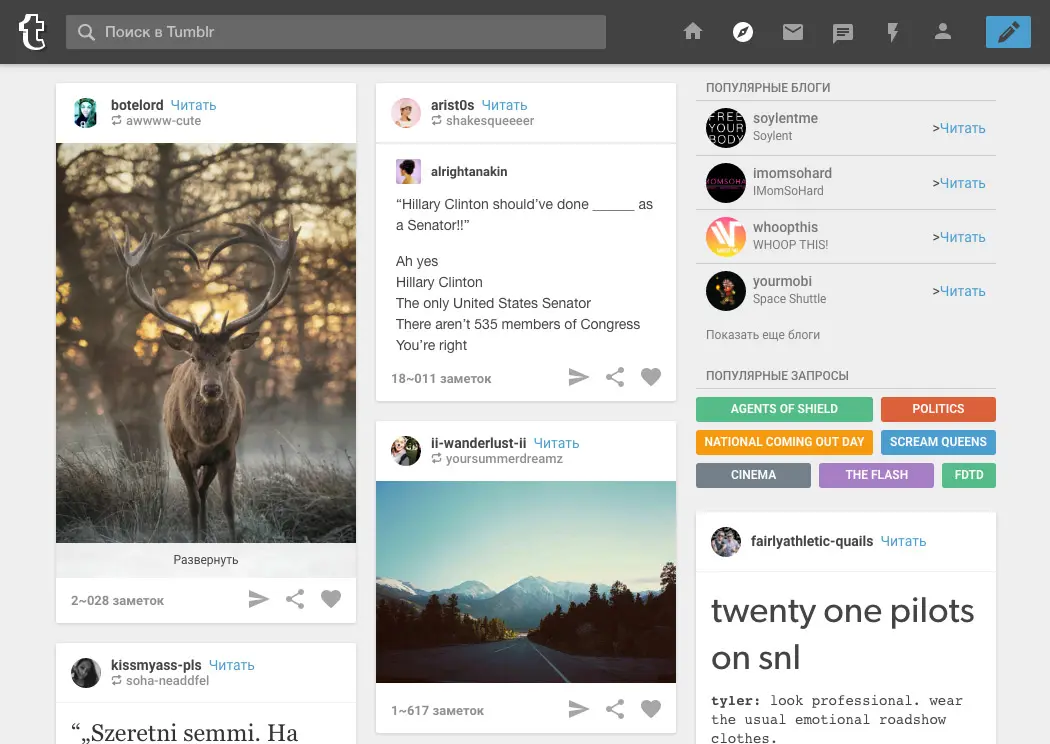 t
Поиск в Tumblr
botelord Читать
awwww-cute
Развернуть
2~028 заметок
kissmyass-pls Читать
soha-neaddfel
“„Szeretni semmi. Ha
arist0s Читать
shakesqueeeer
alrightanakin
“Hillary Clinton should’ve done ______ as
a Senator!!”
Ah yes
Hillary Clinton
The only United States Senator
There aren’t 535 members of Congress
You’re right
18~011 заметок
ii-wanderlust-ii Читать
yoursummerdreamz
1~617 заметок
ПОПУЛЯРНЫЕ БЛОГИ
FREE
YOUR
BODY
soylentme
Soylent
>Читать
IMOMSOHA
imomsohard
IMomSoHard
>Читать
whoopthis
WHOOP THIS!
>Читать
yourmobi
Space Shuttle
>Читать
Показать еще блоги
ПОПУЛЯРНЫЕ ЗАПРОСЫ
AGENTS OF SHIELD POLITICS
NATIONAL COMING OUT DAY SCREAM QUEENS
CINEMA THE FLASH FDTD
fairlyathletic-quails Читать
twenty one pilots
on snl
tyler: look professional. wear
the usual emotional roadshow
clothes.